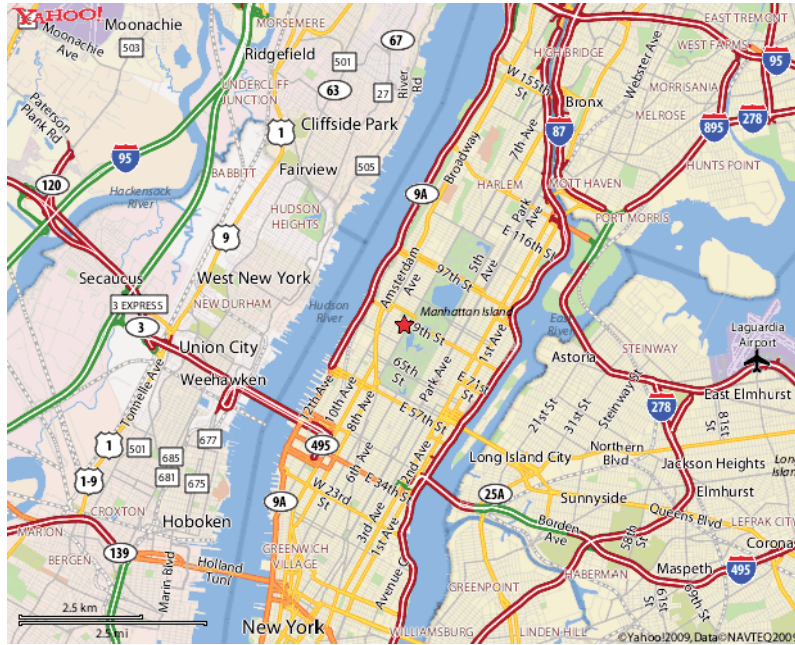 YAHOO!
Moonachie
Moonachie
Ave
503
MORSEMERE
67
EAST TREMONT
Ridgefield
501
River
Rd
HIGH BRIDGE
Webster Ave
WEST FARMS
95
UNDERCLIFF
JUNCTION
63
27
W 155th
St
MORRISANIA
Paterson
Plank Rd
1
Cliffside Park
Bronx
MELROSE
278
87
895
95
BABBITT
Fairview
505
Broadway
7th Ave
HUNTS POINT
120
Hackensack
River
9A
HARLEM
MOTT HAVEN
HUDSON
HEIGHTS
Park
Ave
PORT MORRIS
9
E 116th St
Secaucus
West New York
Amsterdam
Ave
97th St
5th
Ave
3 EXPRESS
NEW DURHAM
Hudson
River
Manhattan Island
East
River
3
79th St
Laguardia
Airport
Union City
1st Ave
STEINWAY
Astoria
Weehawken
65th
St
Park Ave
E 71st
St
East Elmhurst
Tonnelle Ave
12th Ave
10th Ave
8th Ave
E 57th St
21st St
31st St
Steinway St
278
81st
St
1
501
677
495
Northern
Blvd
Long
Island
685
6th Ave
2nd Ave
Long Island City
Jackson Heights
681
675
1-9
E 34th St
25A
Elmhurst
9A
W 23rd
St
Sunnyside
CROXTON
Queens Blvd
LEFRAK CITY
Hoboken
3rd Ave
1st Ave
Borden
Ave
58th
St
MARION
139
Corona
BERGEN
Holland
Tunl
GREENWICH
VILLAGE
HABERMAN
Maspeth
495
Marin Blvd
Avenue C
GREENPOINT
61st
St
69th St
2.5 km
2.5 mi
New York
WILLIAMSBURG
LINDEN HILL
©Yahoo!2009, Data©NAVTEQ2009